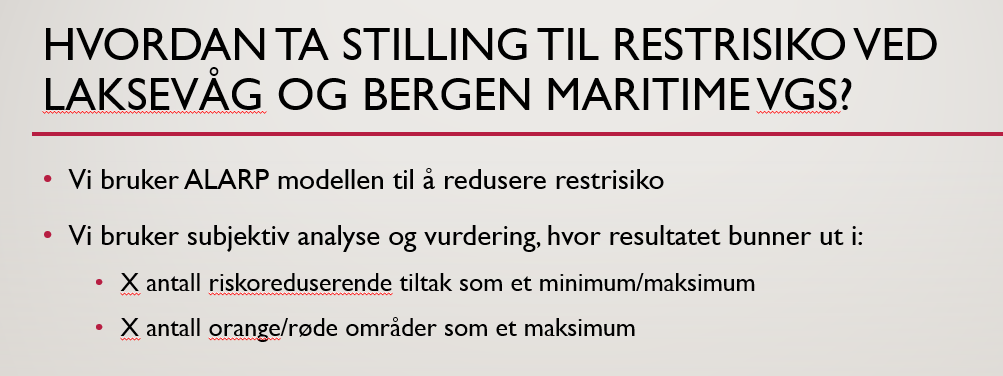 HVORDAN TA STILLING TIL RESTRISIKO VED
LAKSEVÅG OG BERGEN MARITIME VGS?
• Vi bruker ALARP modellen til å redusere restrisiko
• Vi bruker subjektiv analyse og vurdering, hvor resultatet bunner ut i:
• X antall riskoreduserende tiltak som et minimum/maksimum
• X antall orange/røde områder som et maksimum